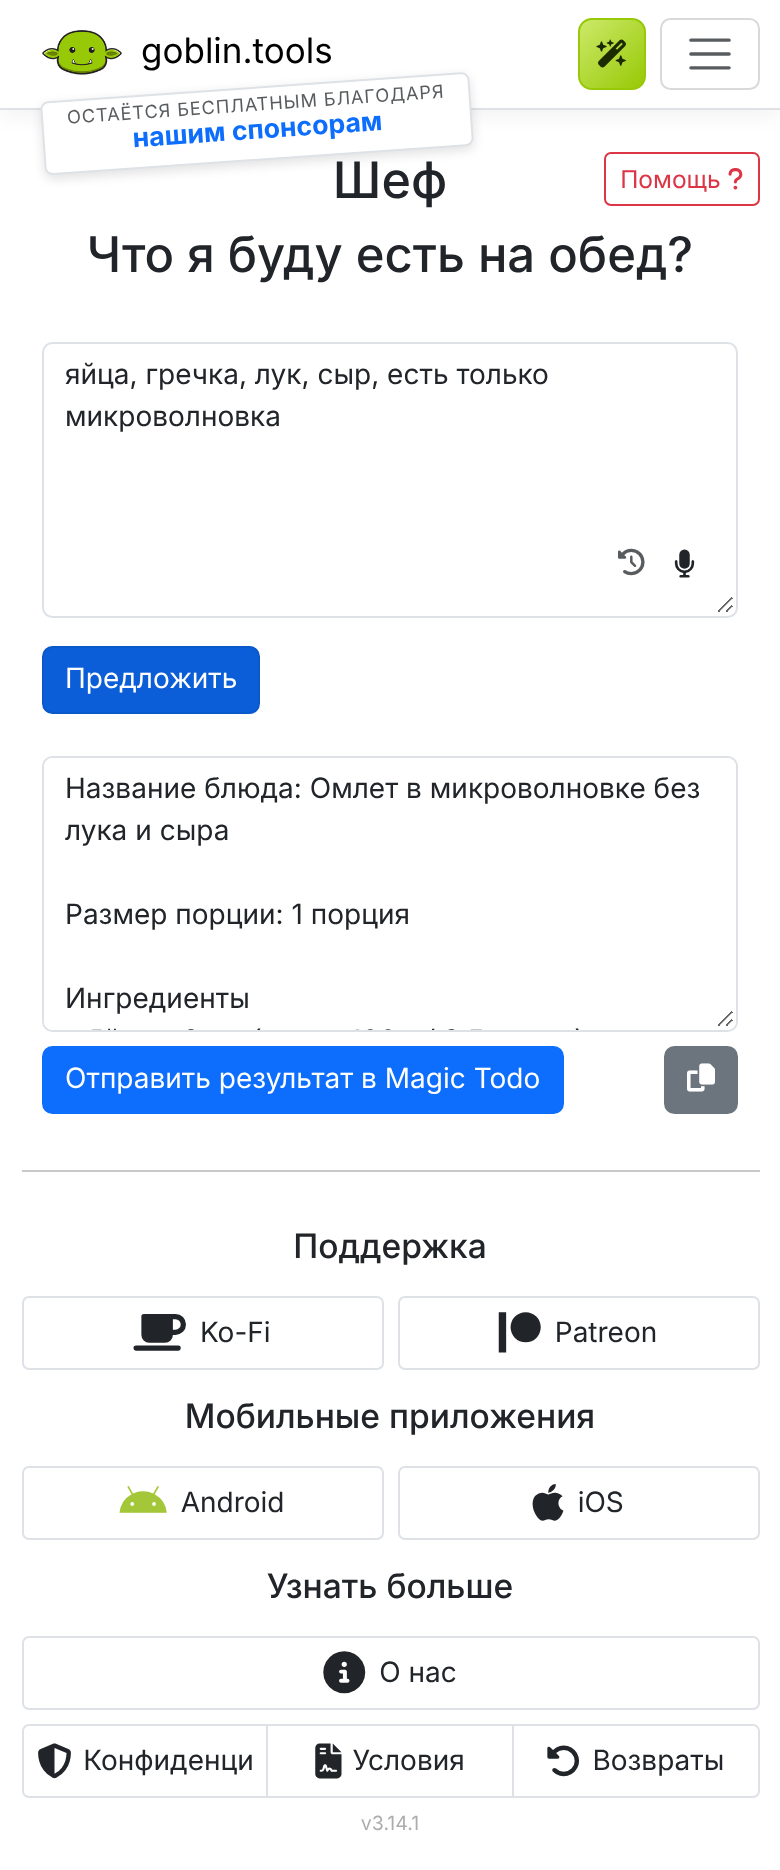 goblin.tools
ОСТАЁТСЯ БЕСПЛАТНЫМ БЛАГОДАРЯ
нашим спонсорам
Шеф
Помощь ?
Что я буду есть на обед?
яйца, гречка, лук, сыр, есть только
микроволновка
Предложить
Название блюда: Омлет в микроволновке без
лука и сыра
Размер порции: 1 порция
Ингредиенты
Отправить результат в Magic Todo
Поддержка
Ko-Fi
Patreon
Мобильные приложения
Android
iOS
Узнать больше
О нас
Конфиденци
Условия
Возвраты
v3.14.1